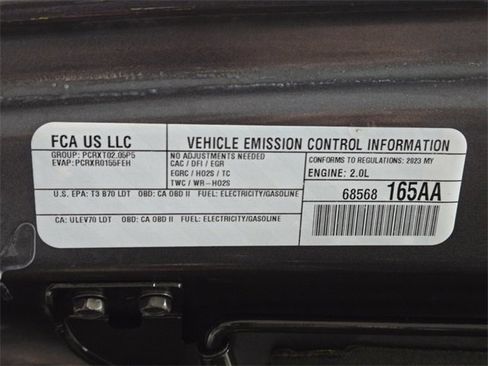 FCA US LLC
GROUP: PCRXT02.05P5
EVAP: PCRXR0155FEH
VEHICLE EMISSION CONTROL INFORMATION
NO ADJUSTMENTS NEEDED
CAC / DFI / EGR
EGRC / HO2S / TC
TWC / WR-HO2S
CONFORMS TO REGULATIONS: 2023 MY
ENGINE: 2.0L
U.S. EPA: T3 B70 LDT OBD: CA OBD II FUEL: ELECTRICITY/GASOLINE
68568 165AA
CA: ULEV70 LDT OBD: CA OBD II FUEL: ELECTRICITY/GASOLINE